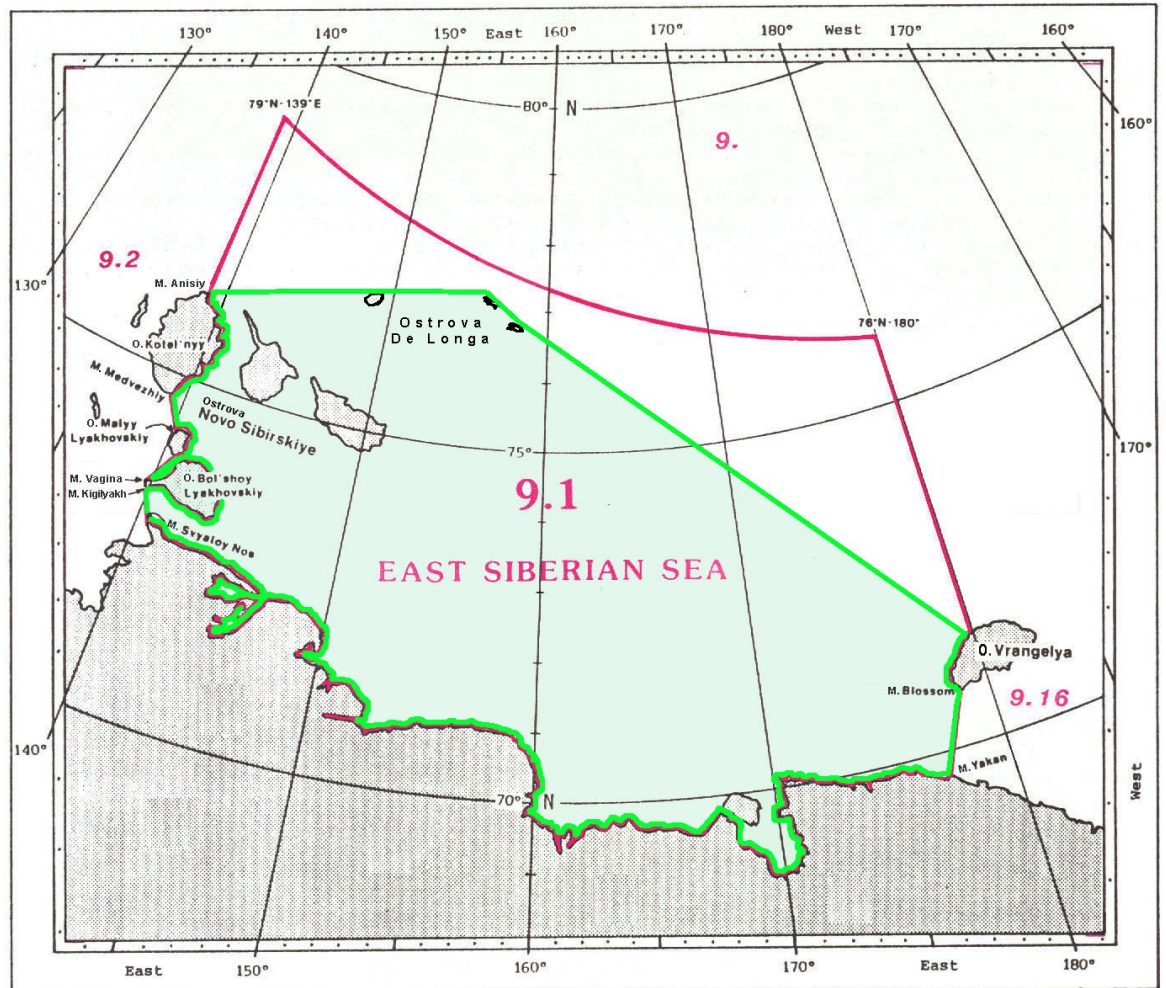 130°
140°
150°
East
160°
170°
180°
West
170°
160°
79°N-139°E
80° N
9.
160°
9.2
M. Anisiy
130°
O.Kotel'nyy
Ostrova
De Longa
76°N-180°
M. Medvezhiy
Ostrova
Novo Sibirskiye
O. Malyy
Lyakhovskiy
75°
170°
M. Vagina
M. Kigilyakh
O. Bol'shoy
Lyakhovskiy
9.1
M. Svyatoy Nos
EAST SIBERIAN SEA
O. Vrangelya
M. Blossom
9.16
140°
M. Yakan
West
70° N
East
150°
160°
170°
East
180°